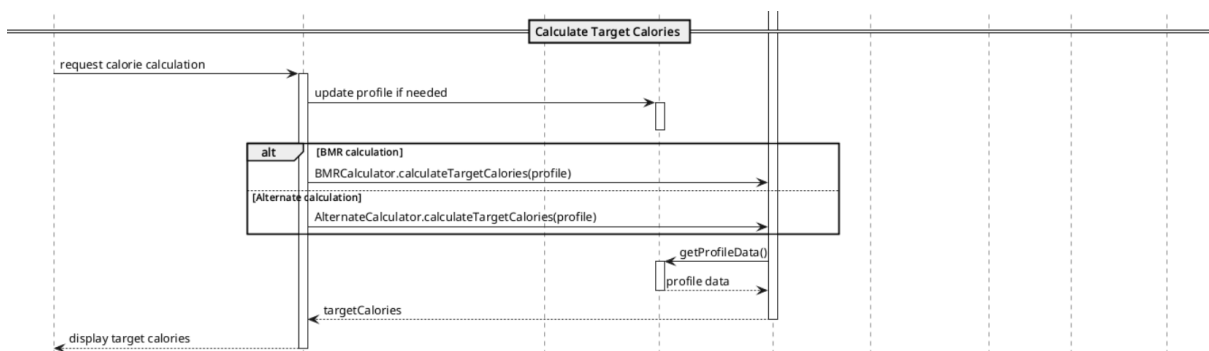 Calculate Target Calories
request calorie calculation
update profile if needed
alt [BMR calculation]
BMRCalculator.calculateTargetCalories(profile)
[Alternate calculation]
AlternateCalculator.calculateTargetCalories(profile)
getProfileData()
profile data
targetCalories
display target calories